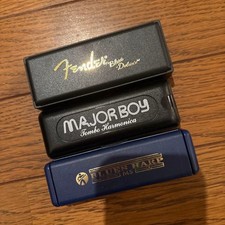 Fender
Blues Deluxe
MAJOR BOY
Tombo Harmonica
BLUES HARP